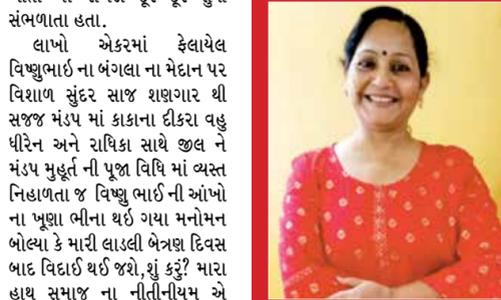 સંભળાતા હતા.
લાખો એકરમાં ફેલાયેલ
વિષ્ણુભાઇ ના બંગલા ના મેદાન પર
વિશાળ સુંદર સાજ શણગાર થી
સજજ મંડપ માં કાકાના દીકરા વહુ
ધીરેન અને રાધિકા સાથે જીલ ને
મંડપ મુહૂર્ત ની પૂજા વિધિ માં વ્યસ્ત
નિહાળતા જ વિષ્ણુ ભાઈ ની આંખો
ના ખૂણા ભીના થઇ ગયા મનોમન
બોલ્યા કે મારી લાડલી બેત્રણ દિવસ
બાદ વિદાઈ થઈ જશે,શું કરું? મારા
હાથ સમાજ ના નીતીનીયમ એ